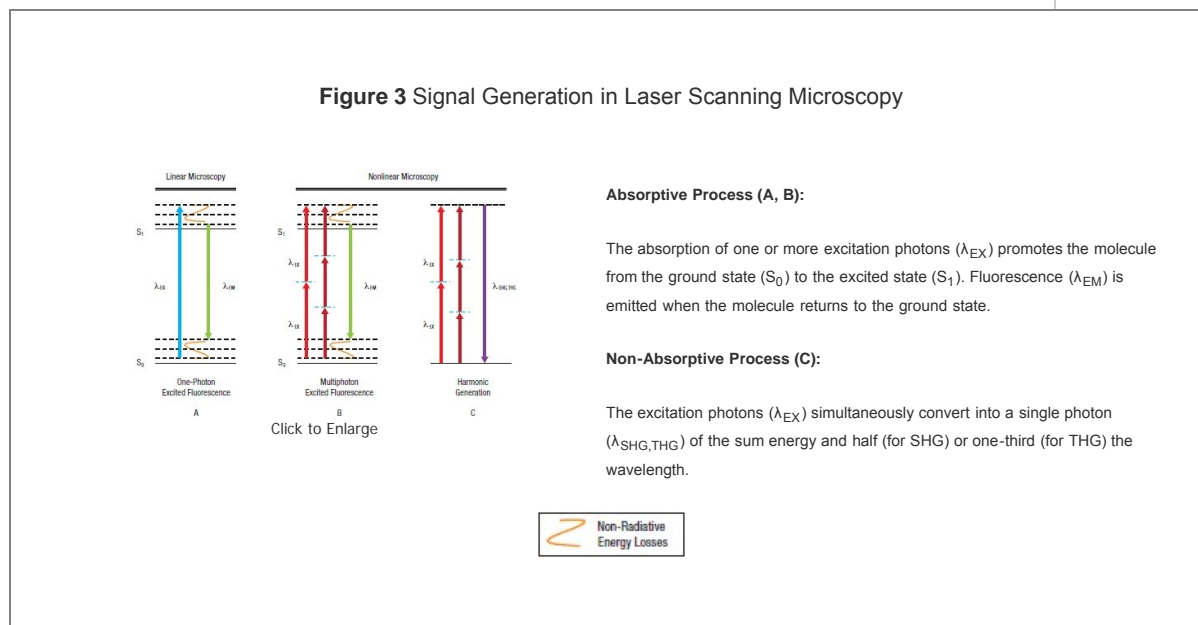 Figure 3 Signal Generation in Laser Scanning Microscopy
Linear Microscopy
Nonlinear Microscopy
S1
S1
λEX
λEM
λEX
λEX
λEM
λEX
λEX
λSHG,THG
S0
S0
One-Photon
Excited Fluorescence
A
Multiphoton
Excited Fluorescence
B
Harmonic
Generation
C
Click to Enlarge
Absorptive Process (A, B):
The absorption of one or more excitation photons (λEX) promotes the molecule
from the ground state (S0) to the excited state (S1). Fluorescence (λEM) is
emitted when the molecule returns to the ground state.
Non-Absorptive Process (C):
The excitation photons (λEX) simultaneously convert into a single photon
(λSHG,THG) of the sum energy and half (for SHG) or one-third (for THG) the
wavelength.
Non-Radiative
Energy Losses